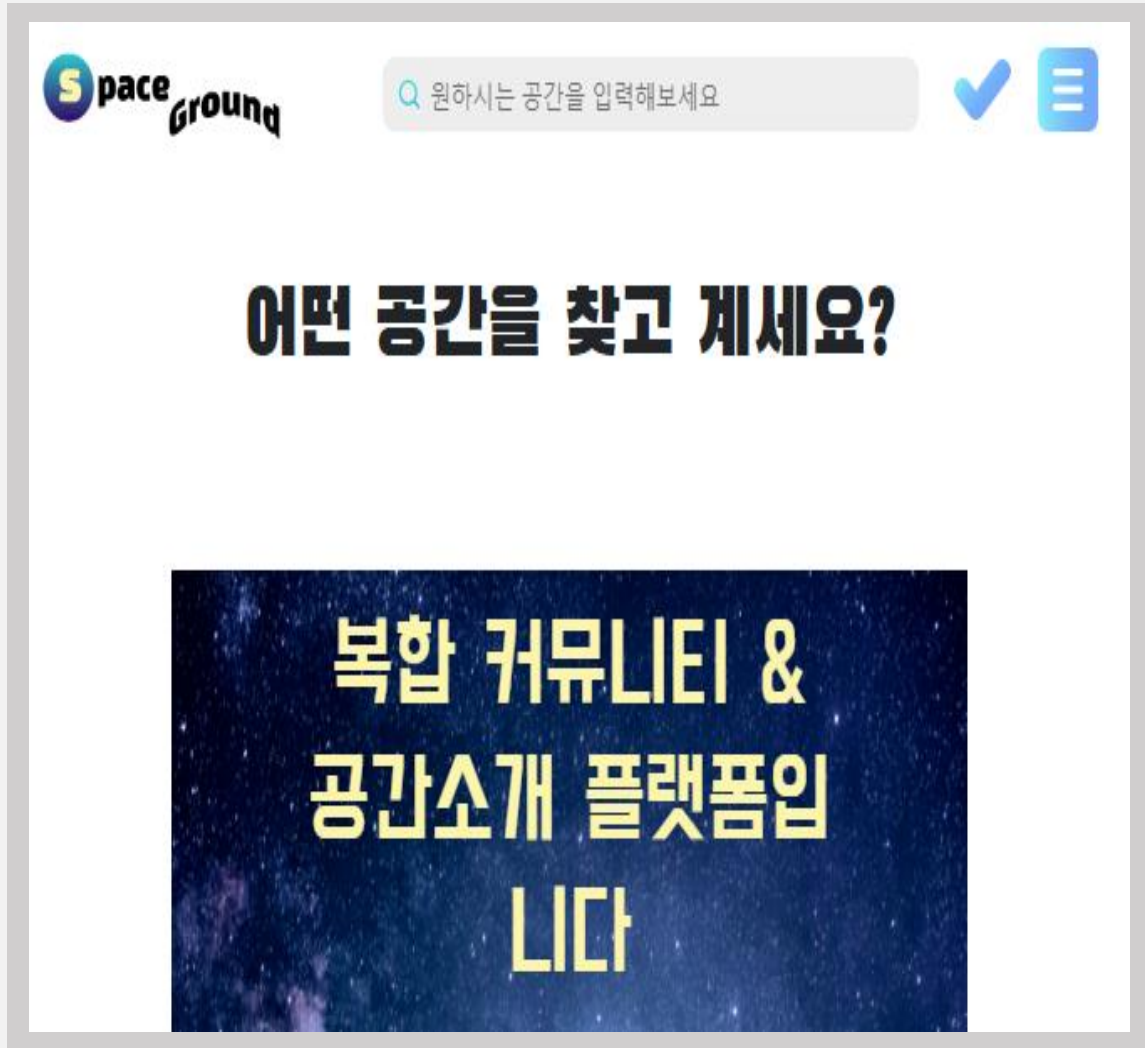 Space Ground
원하시는 공간을 입력해보세요
어떤 공간을 찾고 계세요?
복합 커뮤니티 &
공간소개 플랫폼입
니다